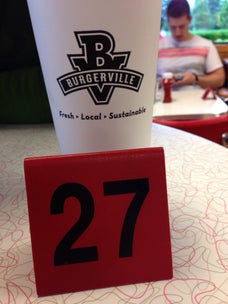 B
BURGERVILLE
Fresh • Local • Sustainable
27